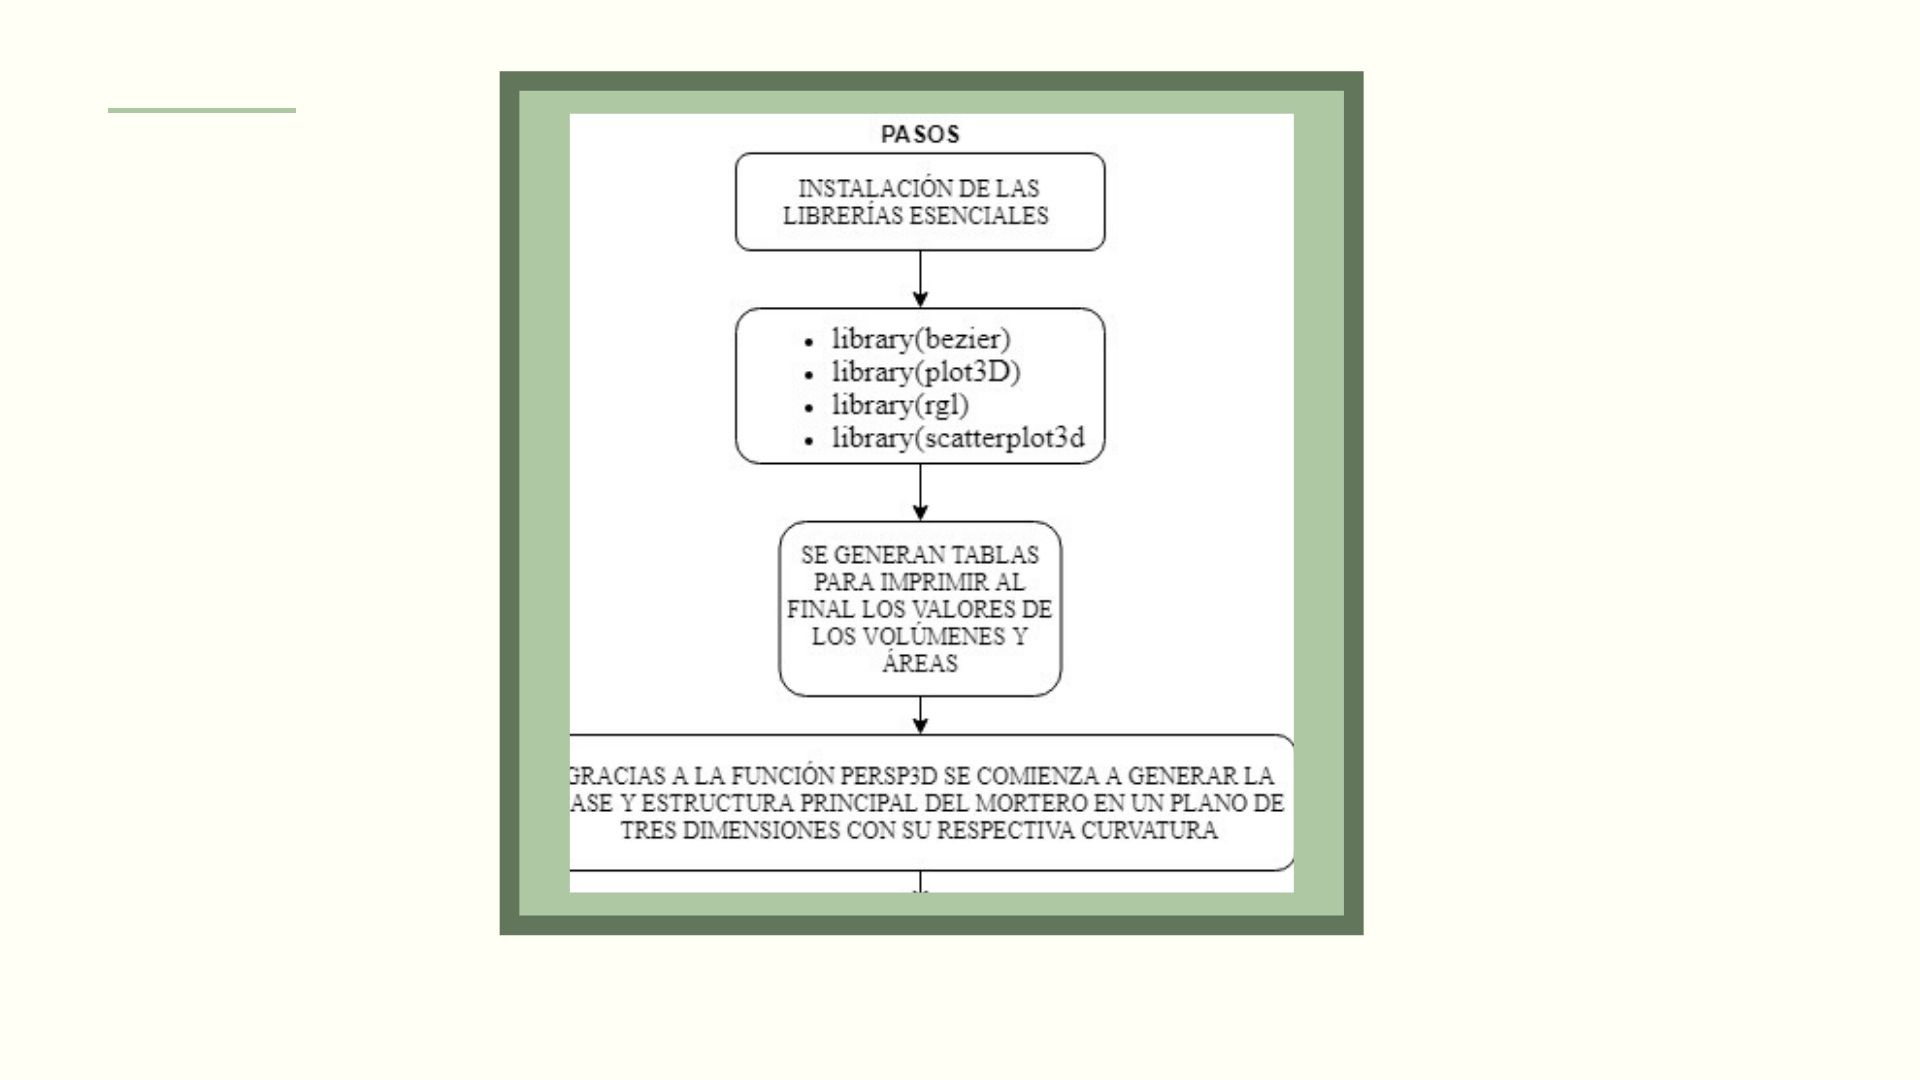 PASOS
INSTALACIÓN DE LAS
LIBRERÍAS ESENCIALES
• library(bezier)
• library(plot3D)
• library(rgl)
• library(scatterplot3d
SE GENERAN TABLAS
PARA IMPRIMIR AL
FINAL LOS VALORES DE
LOS VOLÚMENES Y
ÁREAS
GRACIAS A LA FUNCIÓN PERSP3D SE COMIENZA A GENERAR LA
ASE Y ESTRUCTURA PRINCIPAL DEL MORTERO EN UN PLANO DE
TRES DIMENSIONES CON SU RESPECTIVA CURVATURA